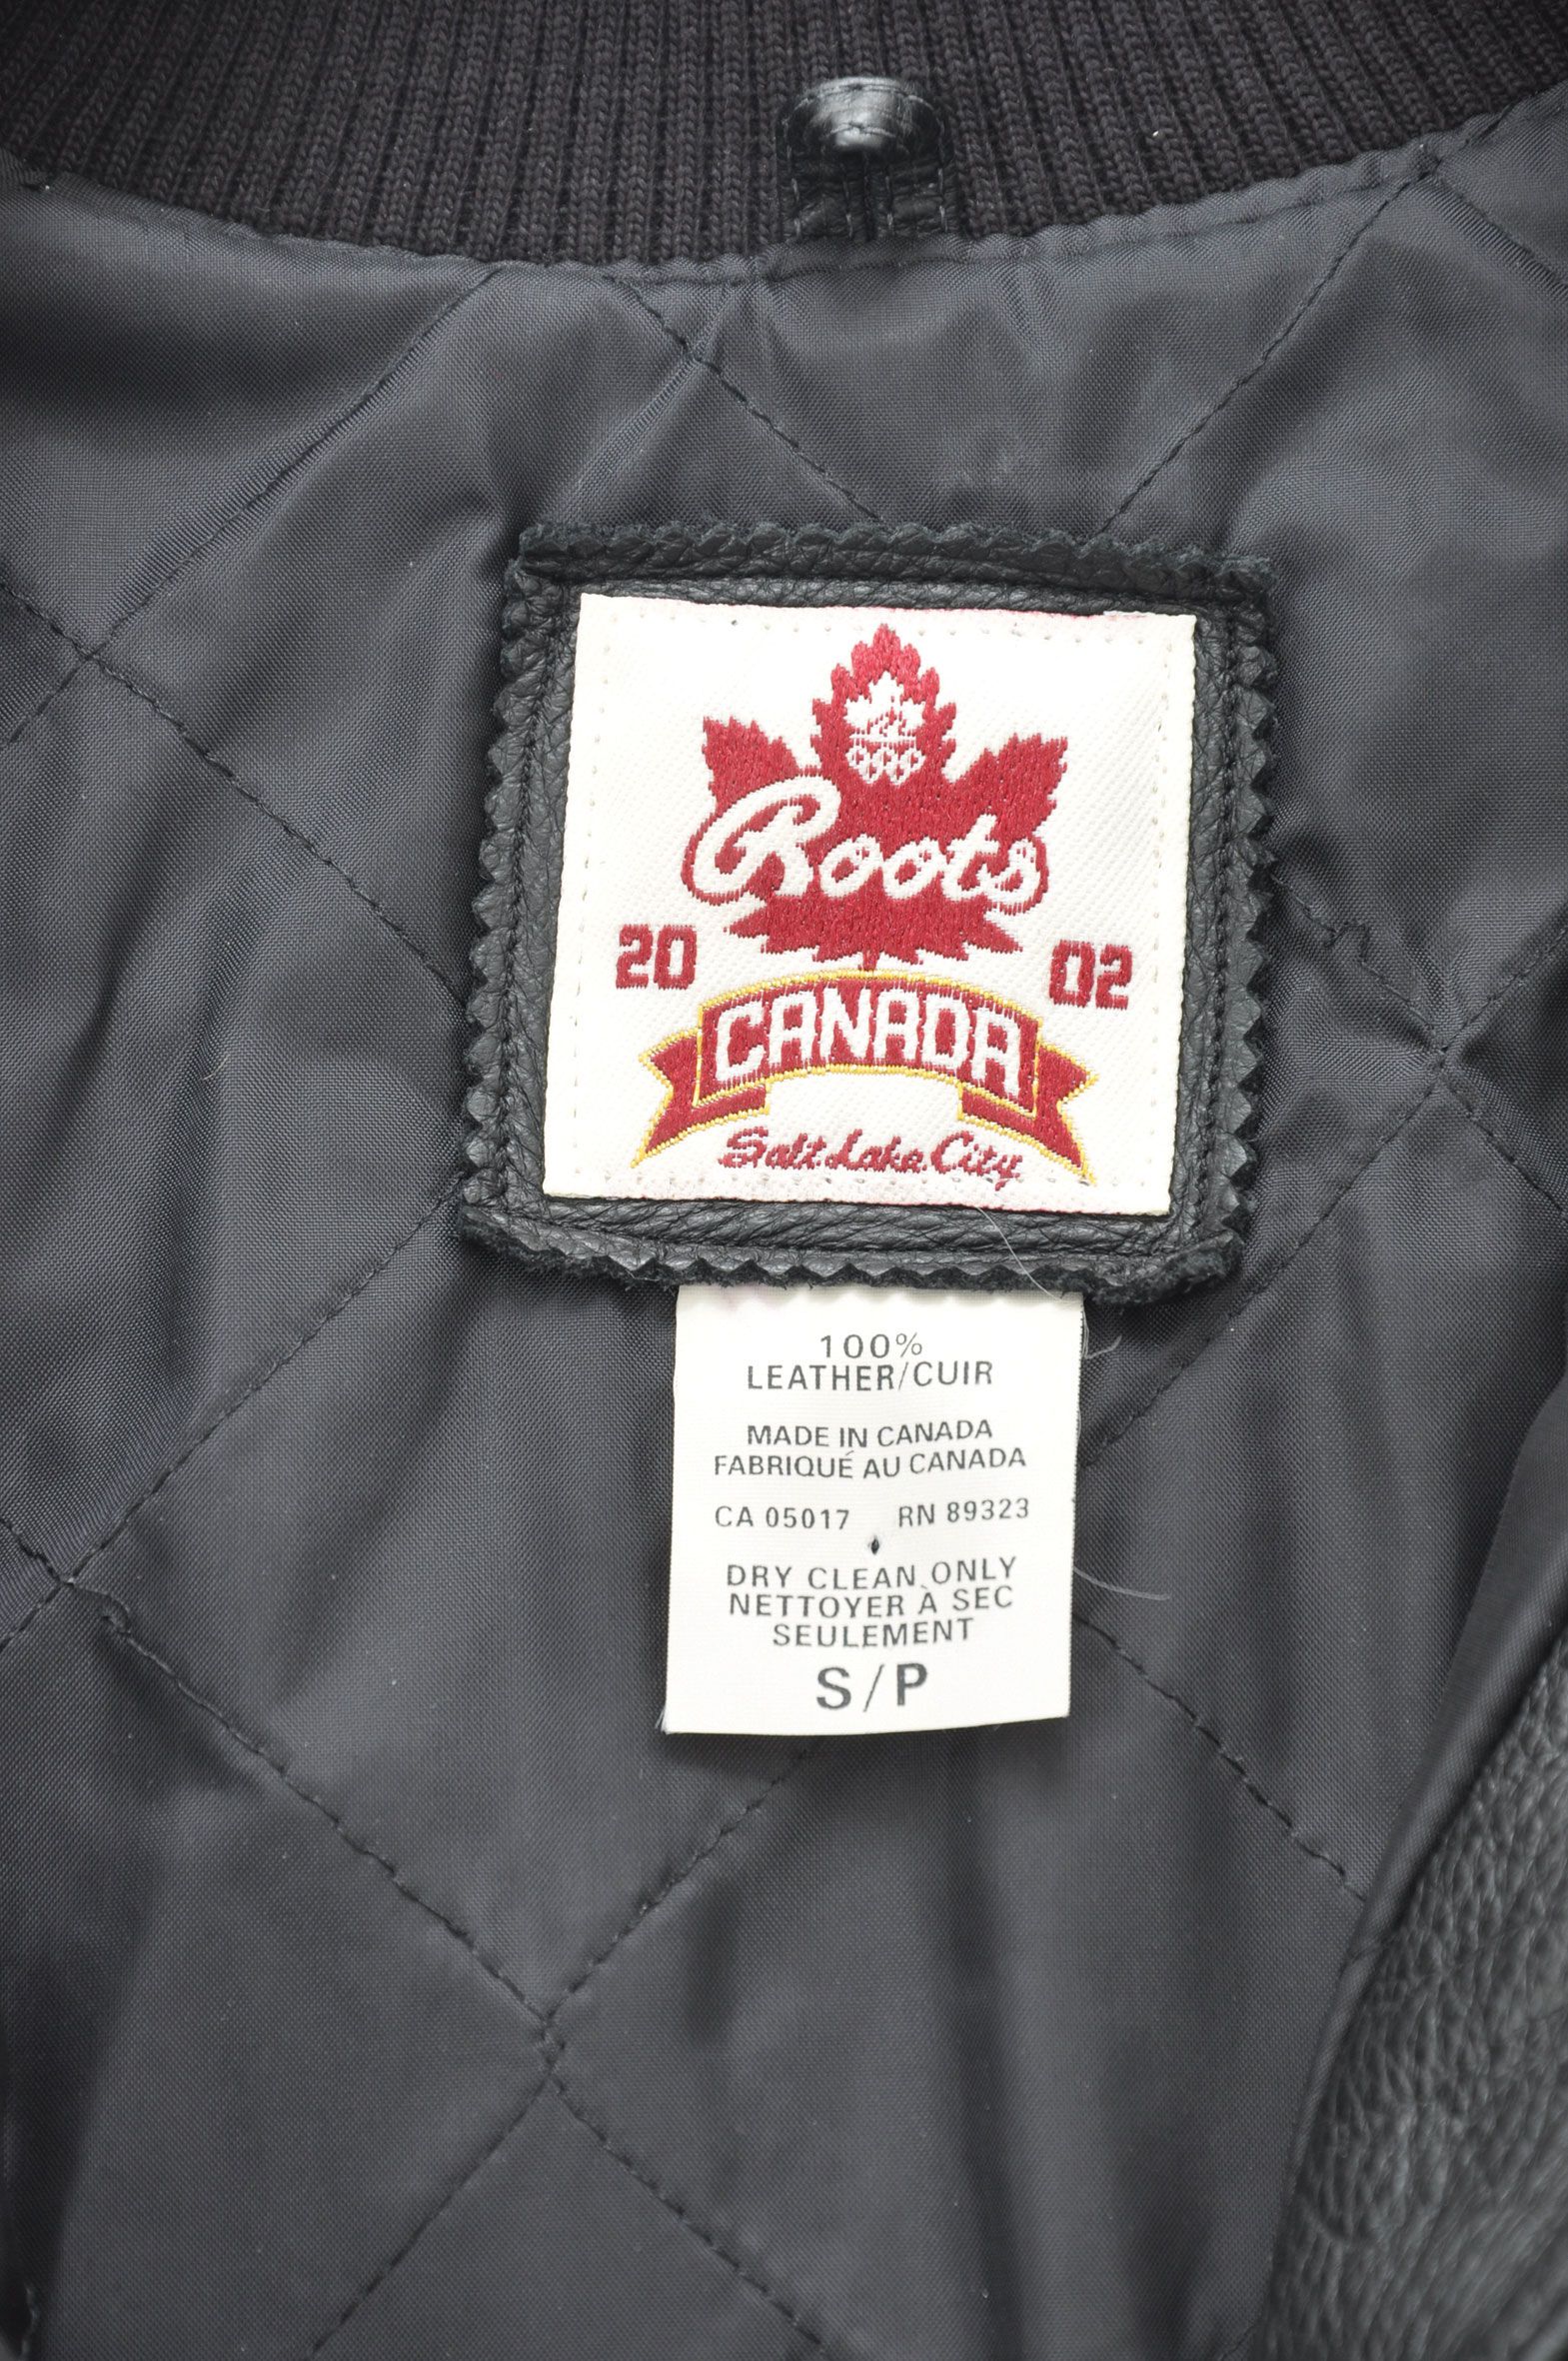 Roots
20 02
CANADA
Salt Lake City
100%
LEATHER/CUIR
MADE IN CANADA
FABRIQUÉ AU CANADA
CA 05017 RN 89323
DRY CLEAN ONLY
NETTOYER À SEC
SEULEMENT
S/P